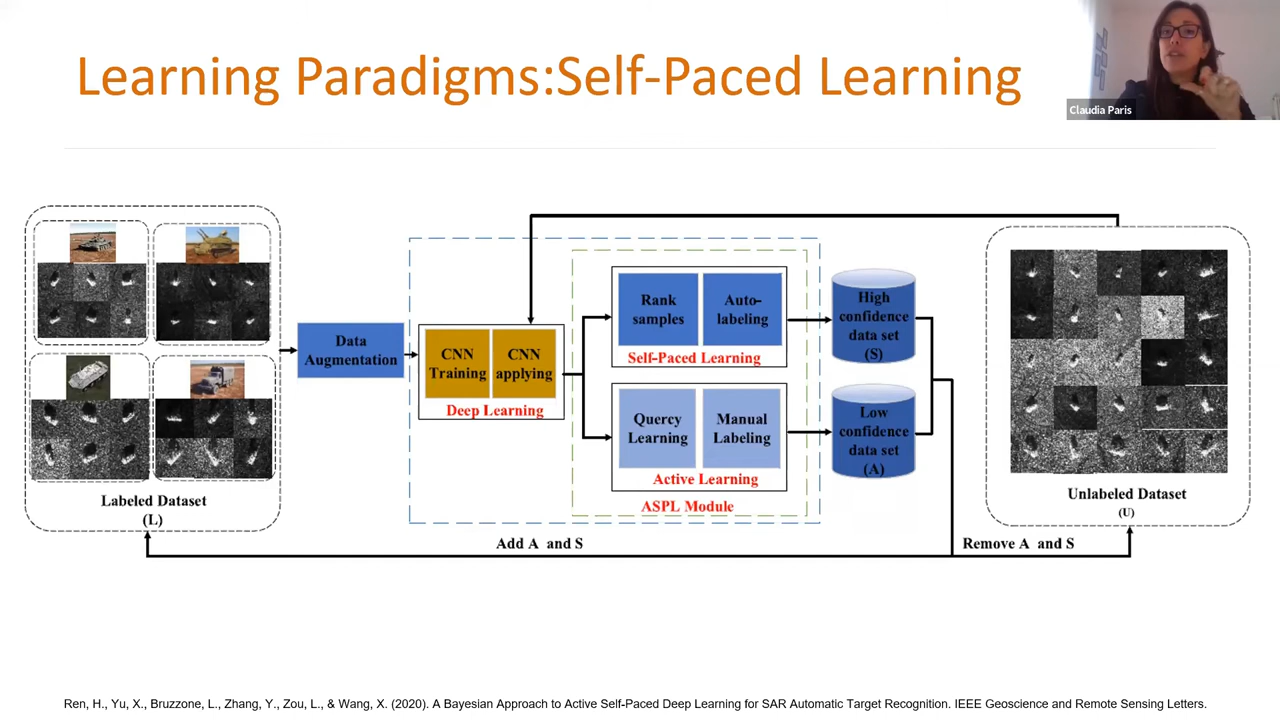 Learning Paradigms:Self-Paced Learning
Claudia Paris
Labeled Dataset
(L)
Data
Augmentation
CNN
Training
CNN
applying
Deep Learning
Rank
samples
Auto-
labeling
Self-Paced Learning
Quercy
Learning
Manual
Labeling
Active Learning
ASPL Module
High
confidence
data set
(S)
Low
confidence
data set
(A)
Unlabeled Dataset
(U)
Add A and S
Remove A and S
Ren, H., Yu, X., Bruzzone, L., Zhang, Y., Zou, L., & Wang, X. (2020). A Bayesian Approach to Active Self-Paced Deep Learning for SAR Automatic Target Recognition. IEEE Geoscience and Remote Sensing Letters.